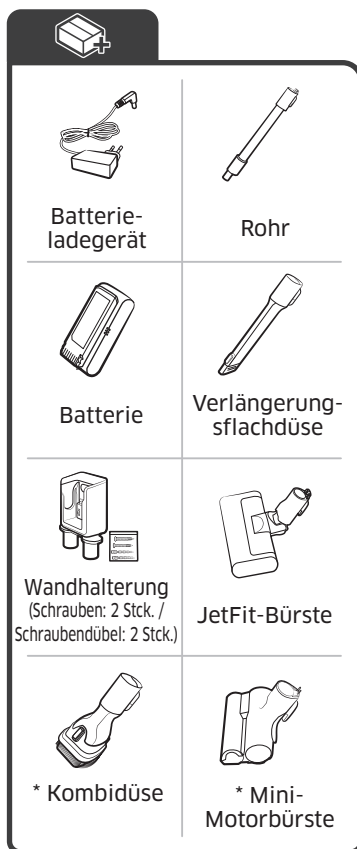 Batterie-
ladegerät
Rohr
Batterie
Verlängerung-
sflachdüse
Wandhalterung
(Schrauben: 2 Stck. /
Schraubendübel: 2 Stck.)
JetFit-Bürste
* Kombidüse
* Mini-
Motorbürste